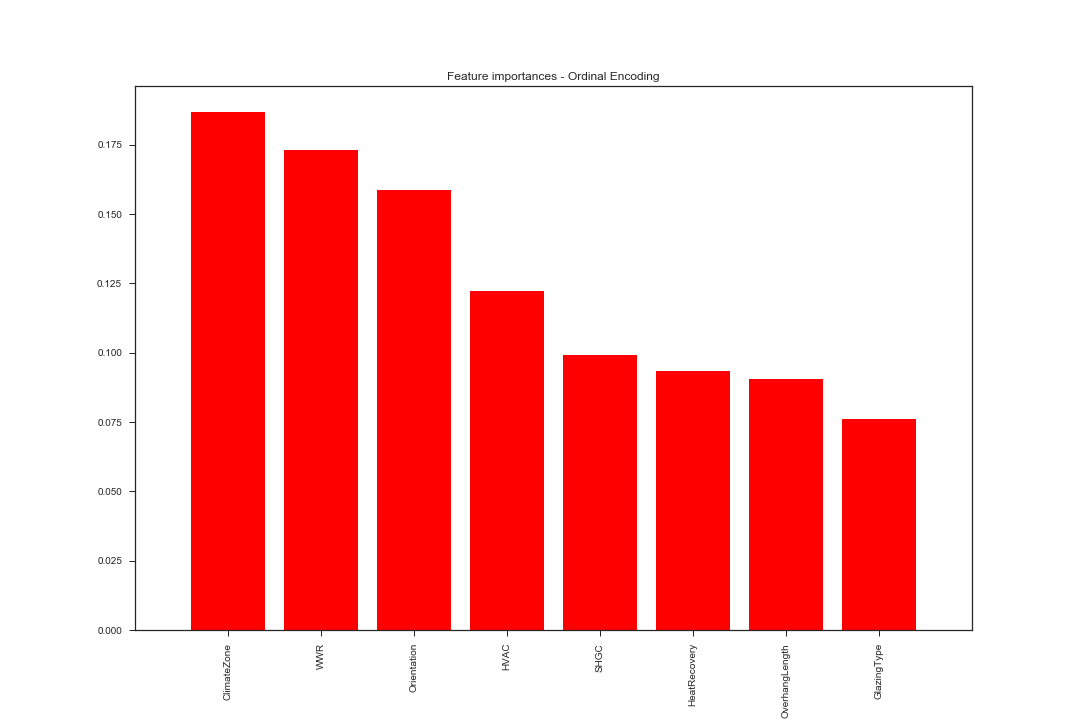 Feature importances - Ordinal Encoding
0.175
0.150
0.125
0.100
0.075
0.050
0.025
0.000
ClimateZone
WWR
Orientation
HVAC
SHGC
HeatRecovery
OverhangLength
GlazingType